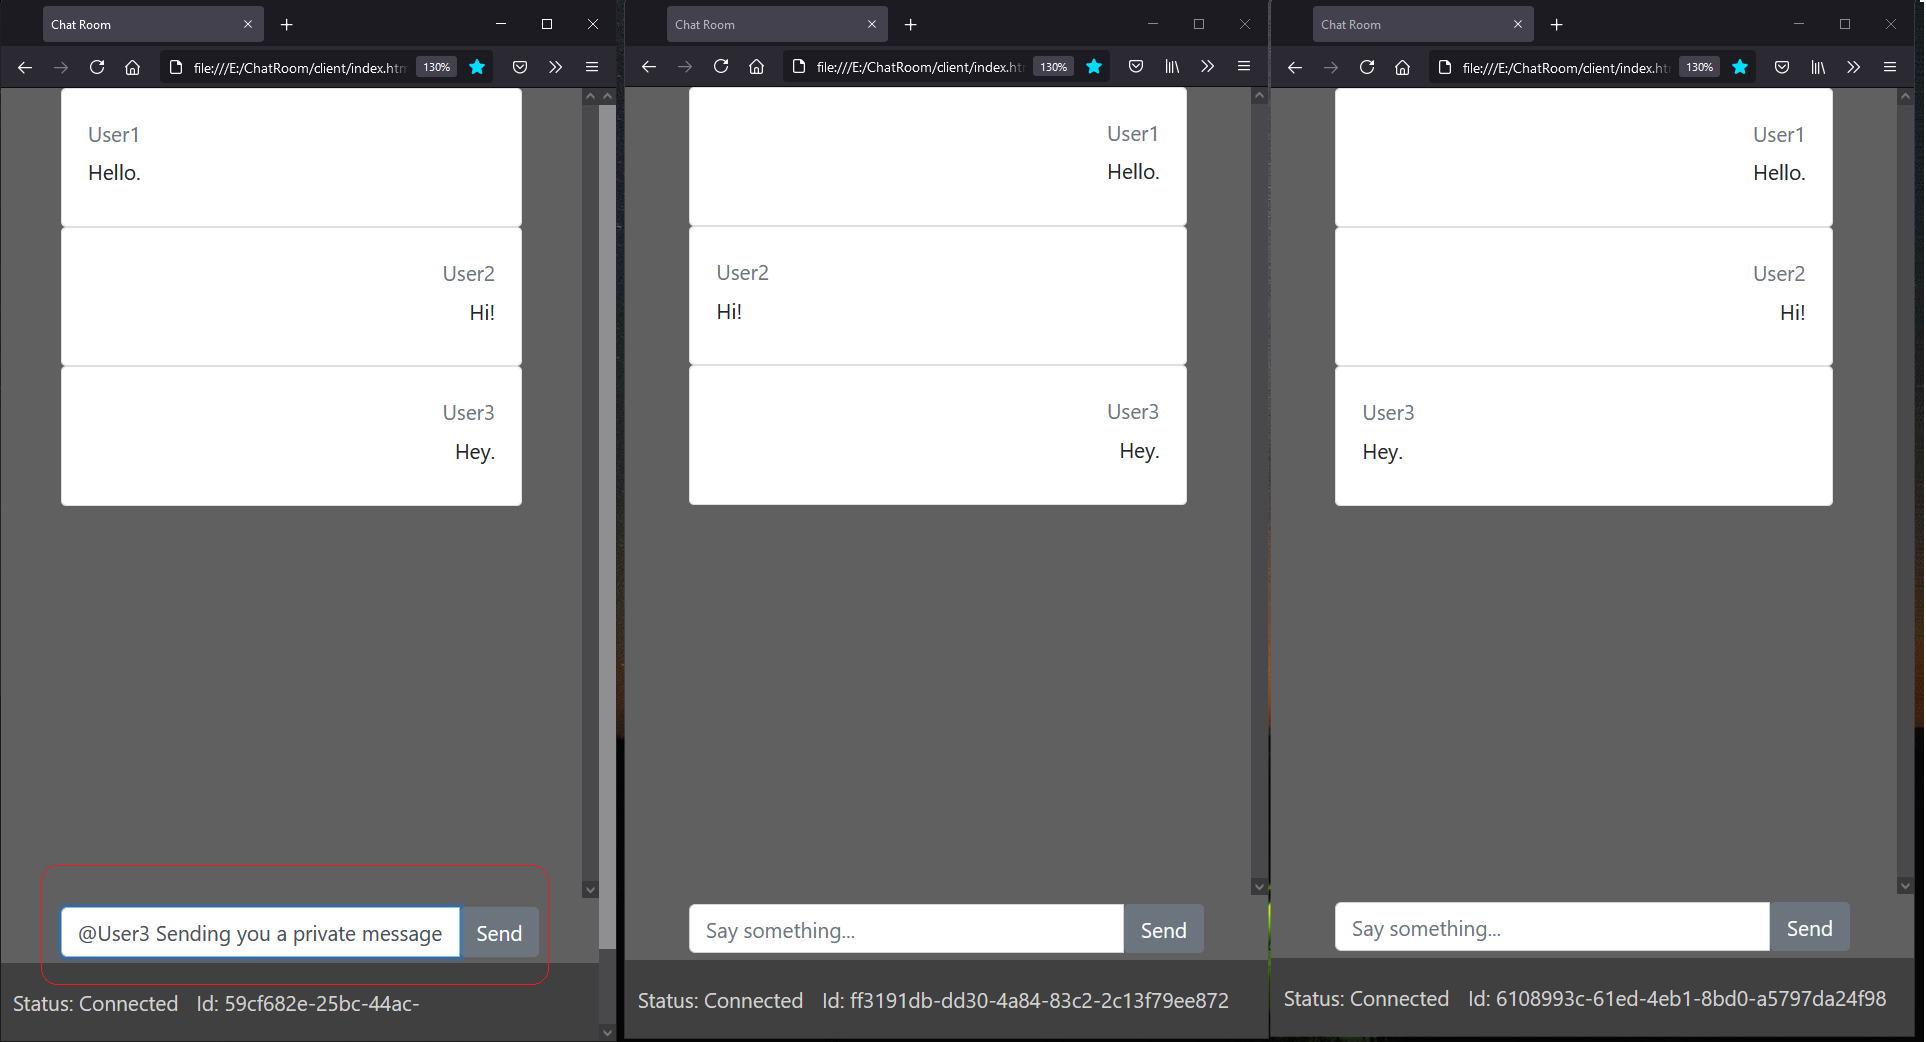 Chat Room
file:///E:/ChatRoom/client/index.htm
130%
User1
Hello.
User2
Hi!
User3
Hey.
@User3 Sending you a private message
Send
Status: Connected Id: 59cf682e-25bc-44ac-
Chat Room
file:///E:/ChatRoom/client/index.ht
130%
User1
Hello.
User2
Hi!
User3
Hey.
Say something...
Send
Status: Connected Id: ff3191db-dd30-4a84-83c2-2c13f79ee872
Chat Room
file:///E:/ChatRoom/client/index.ht
130%
User1
Hello.
User2
Hi!
User3
Hey.
Say something...
Send
Status: Connected Id: 6108993c-61ed-4eb1-8bd0-a5797da24f98